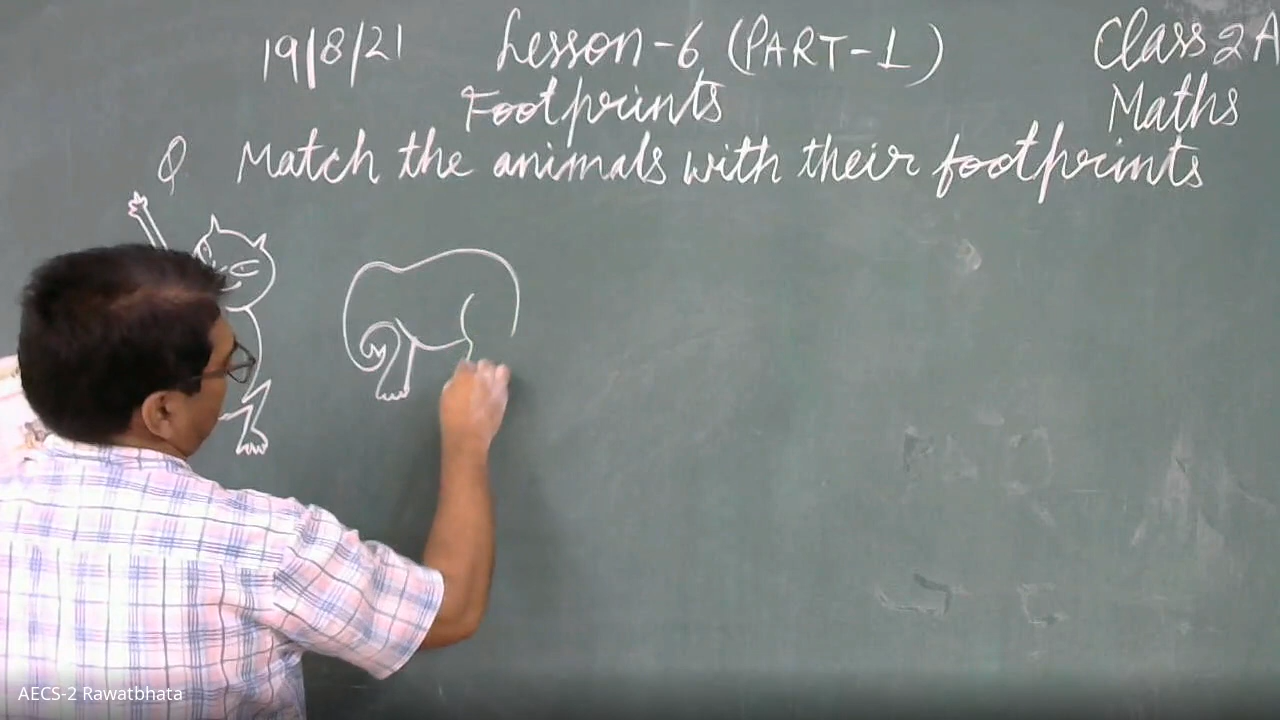 19/8/21 Lesson-6 (PART-1) Class 2A
Footprints Maths
Q. Match the animals with their footprints
AECS-2 Rawatbhata